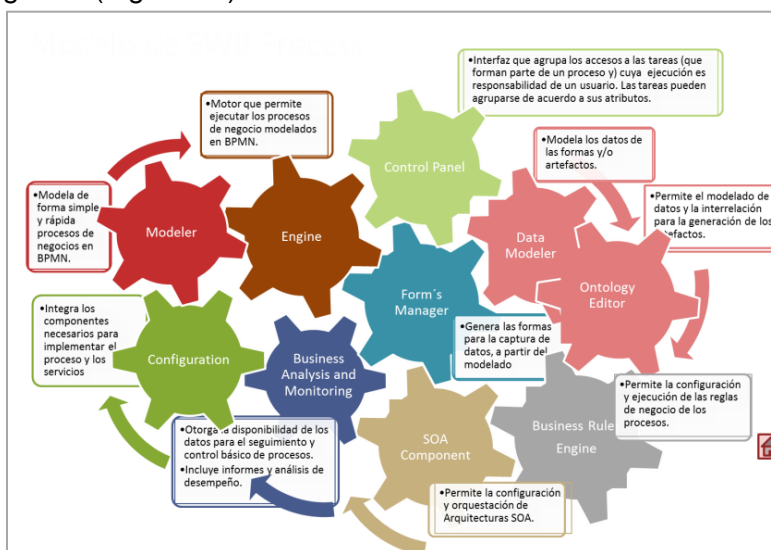 •Interfaz que agrupa los accesos a las tareas (que
forman parte de un proceso y) cuya ejecución es
responsabilidad de un usuario. Las tareas pueden
agruparse de acuerdo a sus atributos.
•Motor que permite
ejecutar los procesos
de negocio modelados
en BPMN.
Control Panel
•Modela los datos de
las formas y/o
artefactos.
•Modela de
forma simple
y rápida
procesos de
negocios en
BPMN.
Modeler
Engine
Data
Modeler
•Permite el modelado de
datos y la interrelación
para la generación de los
Ontology
Editor
Form´s
Manager
•Integra los
componentes
necesarios para
implementar el
proceso y los
servicios
Configuration
Business
Analysis and
Monitoring
•Genera las formas
para la captura de
datos, a partir del
modelado
•Permite la configuración
y ejecución de las reglas
de negocio de los
procesos.
•Otorga la disponibilidad de los
datos para el seguimiento y
control básico de procesos.
•Incluye informes y análisis de
desempeño.
SOA
Component
Business Rule
Engine
•Permite la configuración
y orquestación de
Arquitecturas SOA.